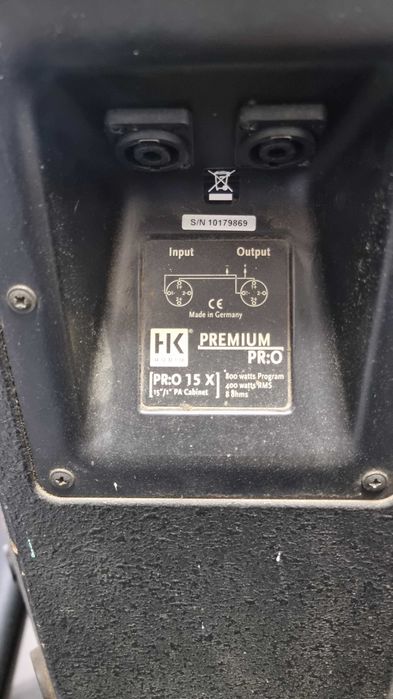 S/N 10179869
Input Output
- +
CE
Made in Germany
HK ®
PREMIUM
PR:O
[PR:O 15 X]
15"/1" PA Cabinet
800 watts Program
400 watts RMS
8 ohms